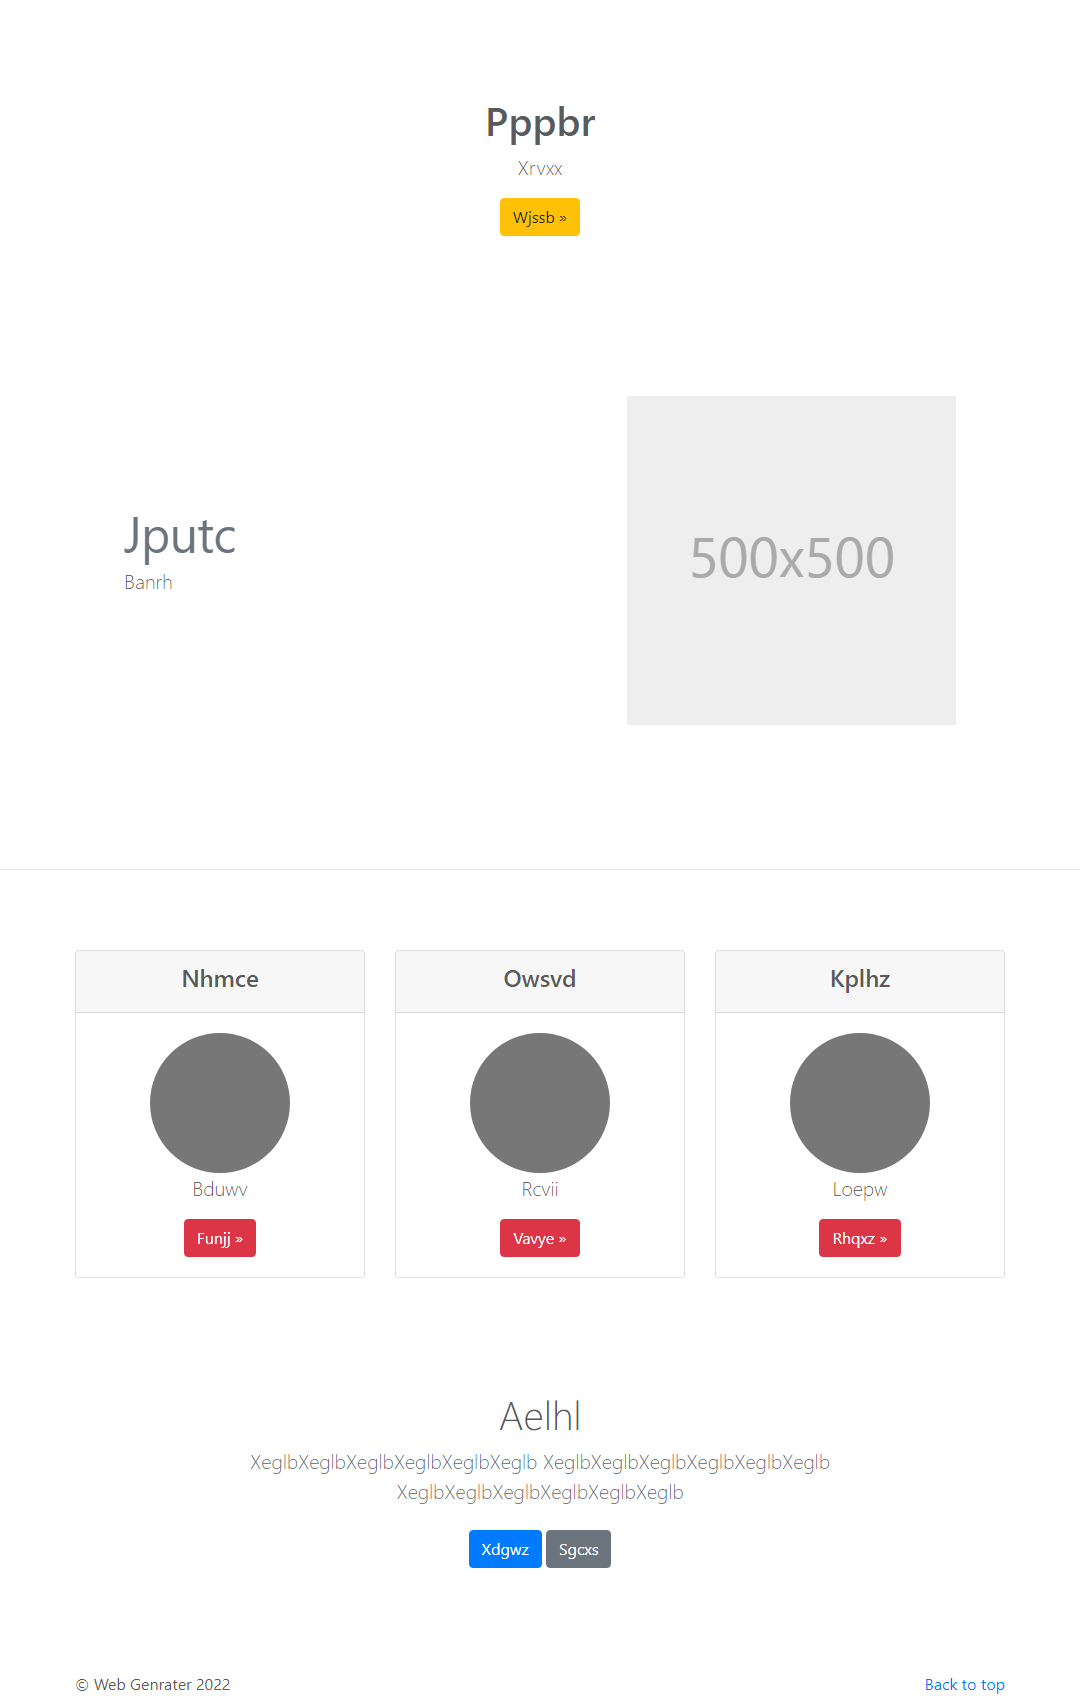 Pppbr
Xrvxx
Wjssb »
Jputc
Banrh
500x500
Nhmce
Owsvd
Kplhz
Bduwv
Rcvii
Loepw
Funjj »
Vavye »
Rhqxz »
Aelhl
XeglbXeglbXeglbXeglbXeglbXeglb XeglbXeglbXeglbXeglbXeglbXeglb
XeglbXeglbXeglbXeglbXeglbXeglb
Xdgwz Sgcxs
© Web Genrater 2022 Back to top